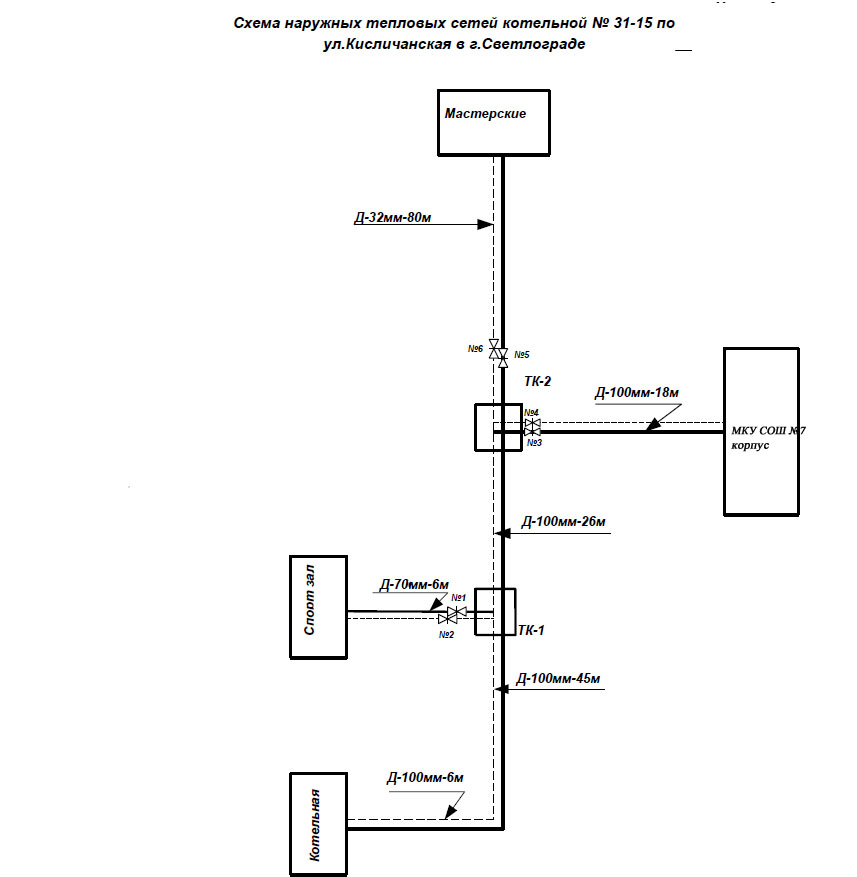 Схема наружных тепловых сетей котельной № 31-15 по
ул.Кисличанская в г.Светлограде
Мастерские
Д-32мм-80м
№6
№5
ТК-2
Д-100мм-18м
№4
№3
МКУ СОШ №7
корпус
Д-100мм-26м
Спорт зал
Д-70мм-6м
№1
№2
ТК-1
Д-100мм-45м
Котельная
Д-100мм-6м